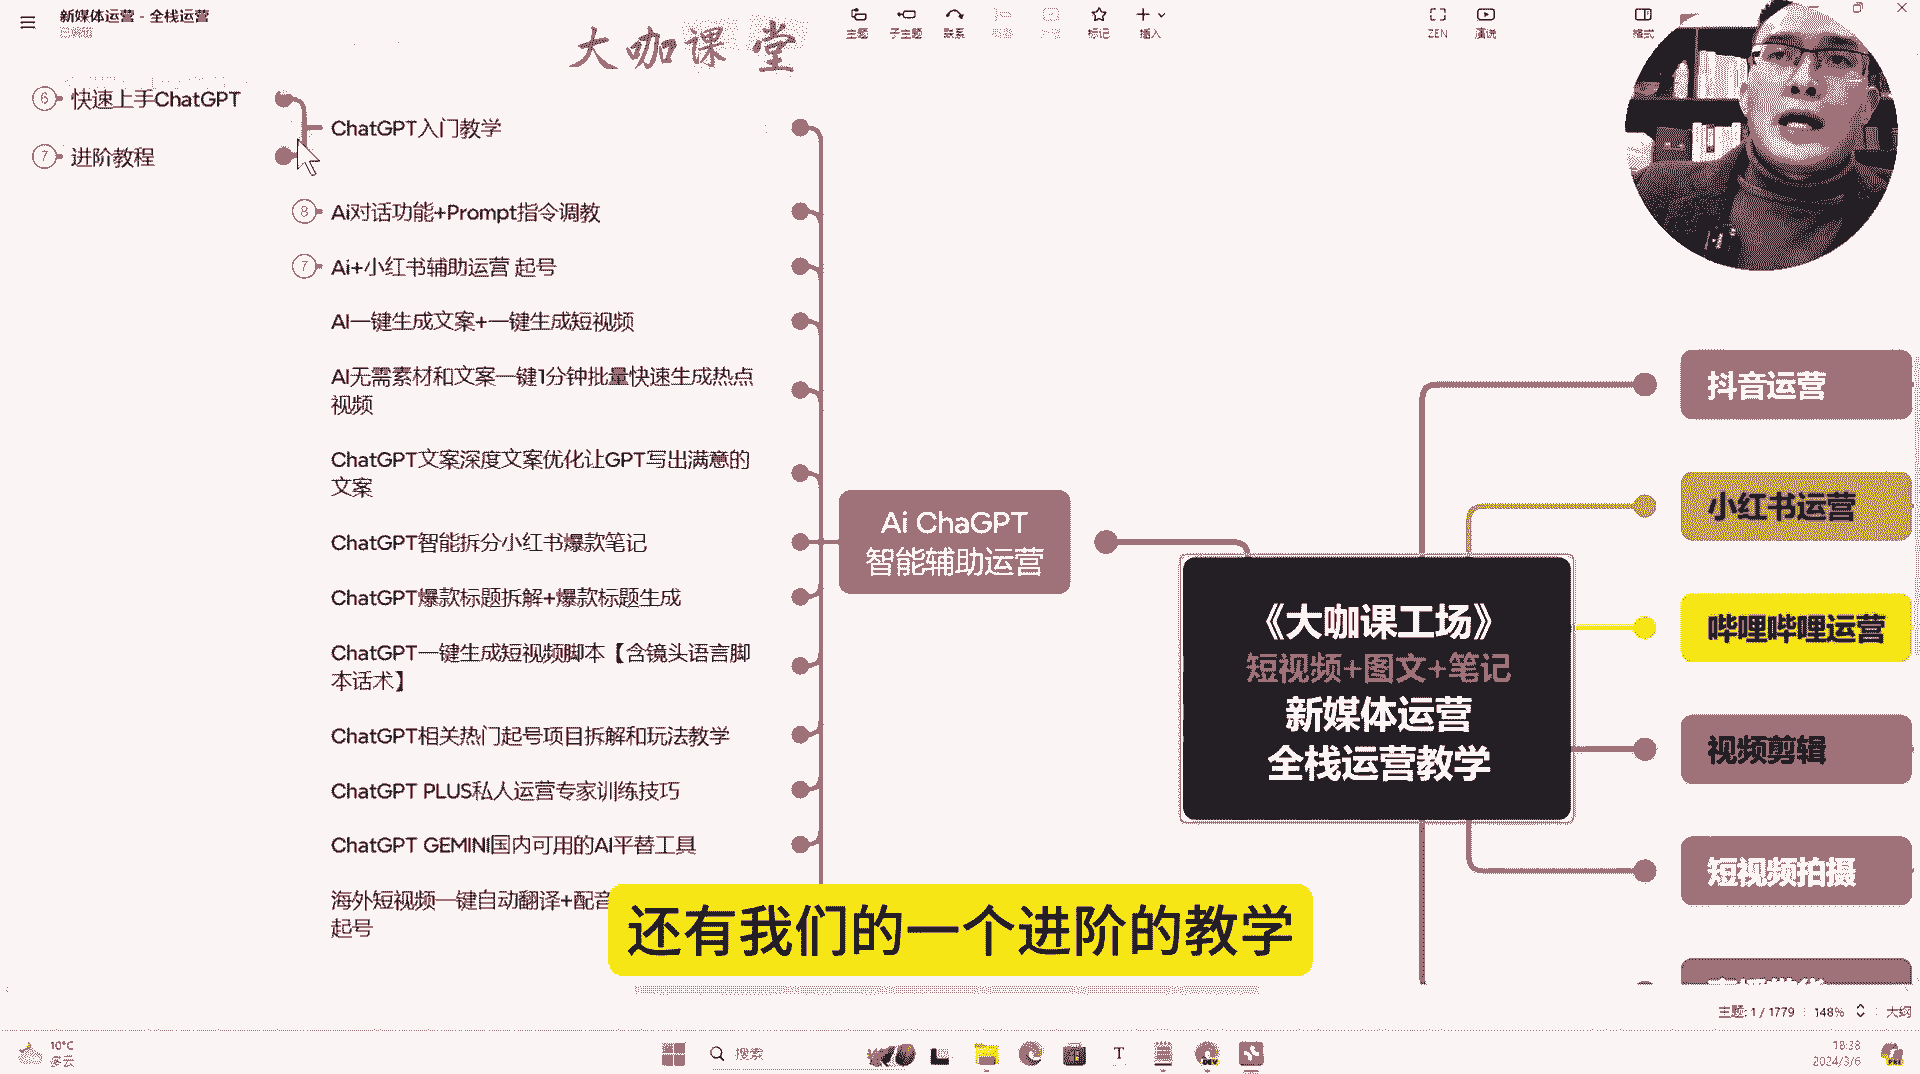 新媒体运营 - 全栈运营
已编辑
大咖课堂
主题
子主题
联系
标记
插入
ZEN
演说
格式
⑥ 快速上手ChatGPT
⑦ 进阶教程
ChatGPT入门教学
⑧ Ai对话功能+Prompt指令调教
⑦ Ai+小红书辅助运营 起号
AI一键生成文案+一键生成短视频
AI无需素材和文案一键1分钟批量快速生成热点
视频
ChatGPT文案深度文案优化让GPT写出满意的
文案
ChatGPT智能拆分小红书爆款笔记
ChatGPT爆款标题拆解+爆款标题生成
ChatGPT一键生成短视频脚本【含镜头语言脚
本话术】
ChatGPT相关热门起号项目拆解和玩法教学
ChatGPT PLUS私人运营专家训练技巧
ChatGPT GEMINI国内可用的AI平替工具
海外短视频一键自动翻译+配音
起号
Ai ChaGPT
智能辅助运营
《大咖课工场》
短视频+图文+笔记
新媒体运营
全栈运营教学
抖音运营
小红书运营
哔哩哔哩运营
视频剪辑
短视频拍摄
还有我们的一个进阶的教学
主题: 1 / 1779
148%
大纲
10°C
多云
搜索
18:38
2024/3/6